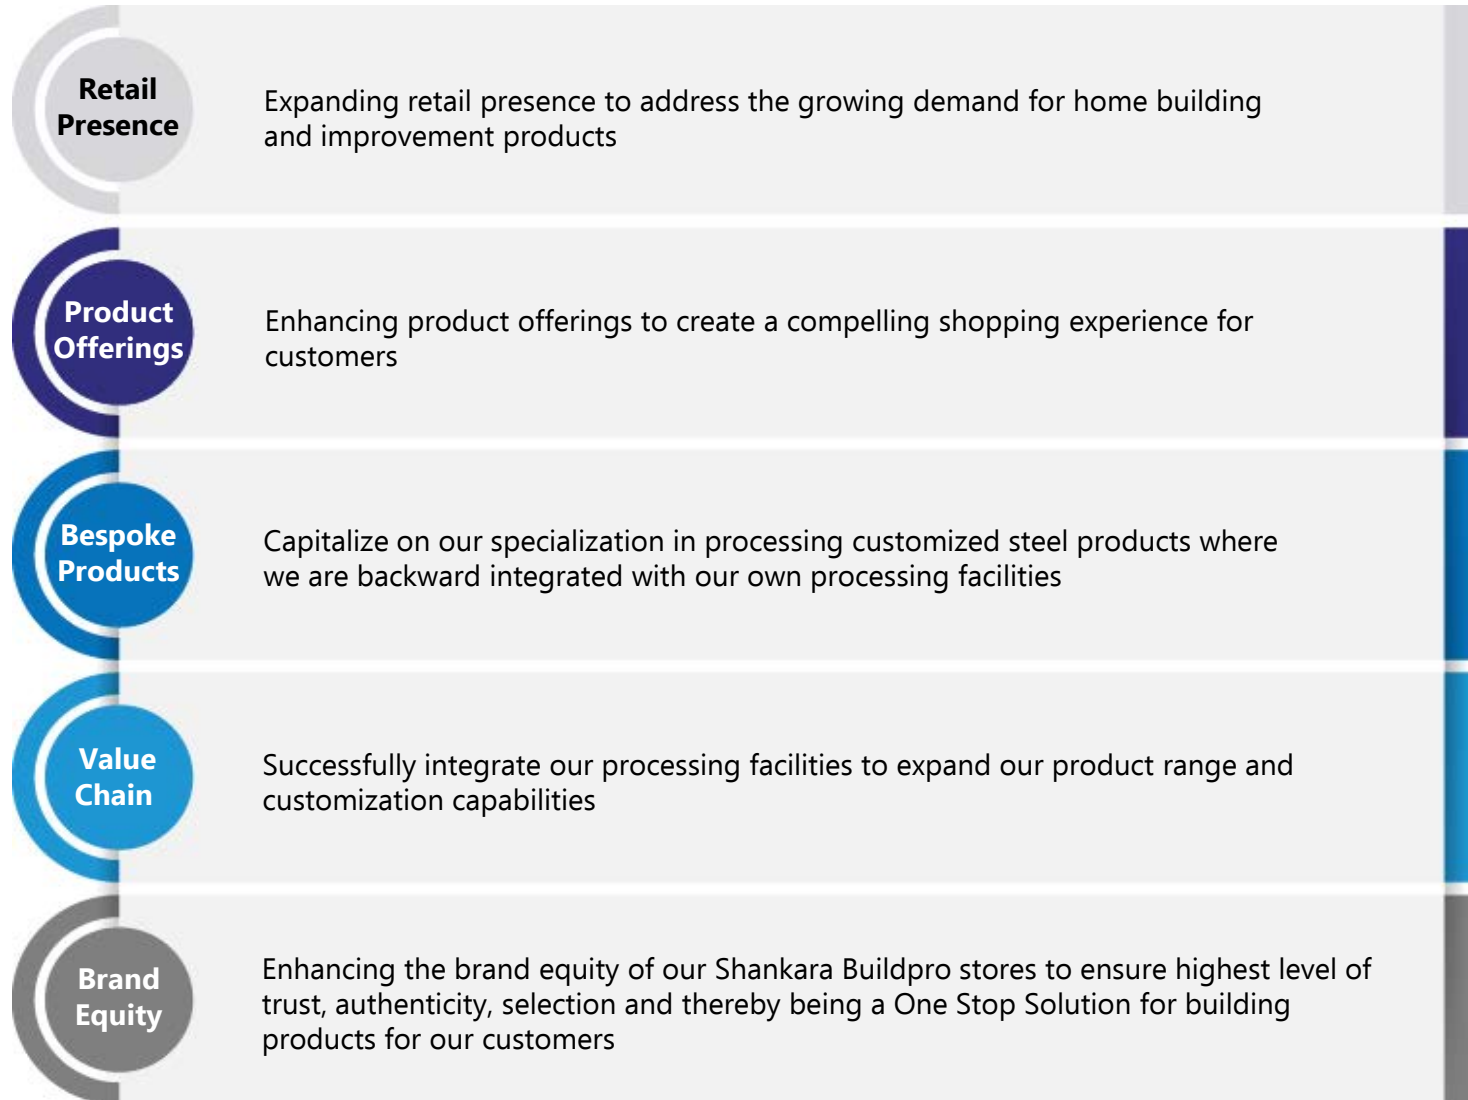 Retail
Presence
Expanding retail presence to address the growing demand for home building
and improvement products
Product
Offerings
Enhancing product offerings to create a compelling shopping experience for
customers
Bespoke
Products
Capitalize on our specialization in processing customized steel products where
we are backward integrated with our own processing facilities
Value
Chain
Successfully integrate our processing facilities to expand our product range and
customization capabilities
Brand
Equity
Enhancing the brand equity of our Shankara Buildpro stores to ensure highest level of
trust, authenticity, selection and thereby being a One Stop Solution for building
products for our customers